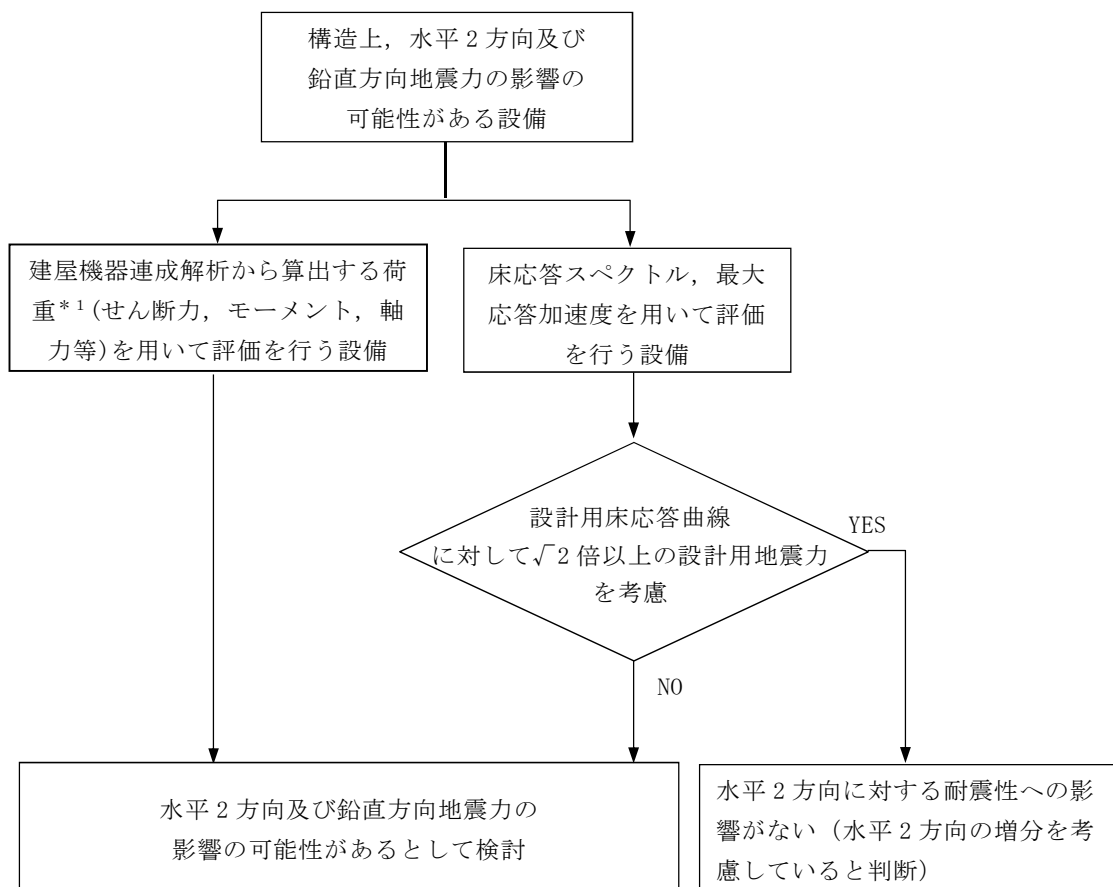 構造上，水平２方向及び
鉛直方向地震力の影響の
可能性がある設備
建屋機器連成解析から算出する荷
重*1(せん断力，モーメント，軸
力等)を用いて評価を行う設備
床応答スペクトル，最大
応答加速度を用いて評価
を行う設備
設計用床応答曲線
に対して√２倍以上の設計用地震力
を考慮
YES
NO
水平２方向及び鉛直方向地震力の
影響の可能性があるとして検討
水平２方向に対する耐震性への影
響がない（水平２方向の増分を考
慮していると判断）